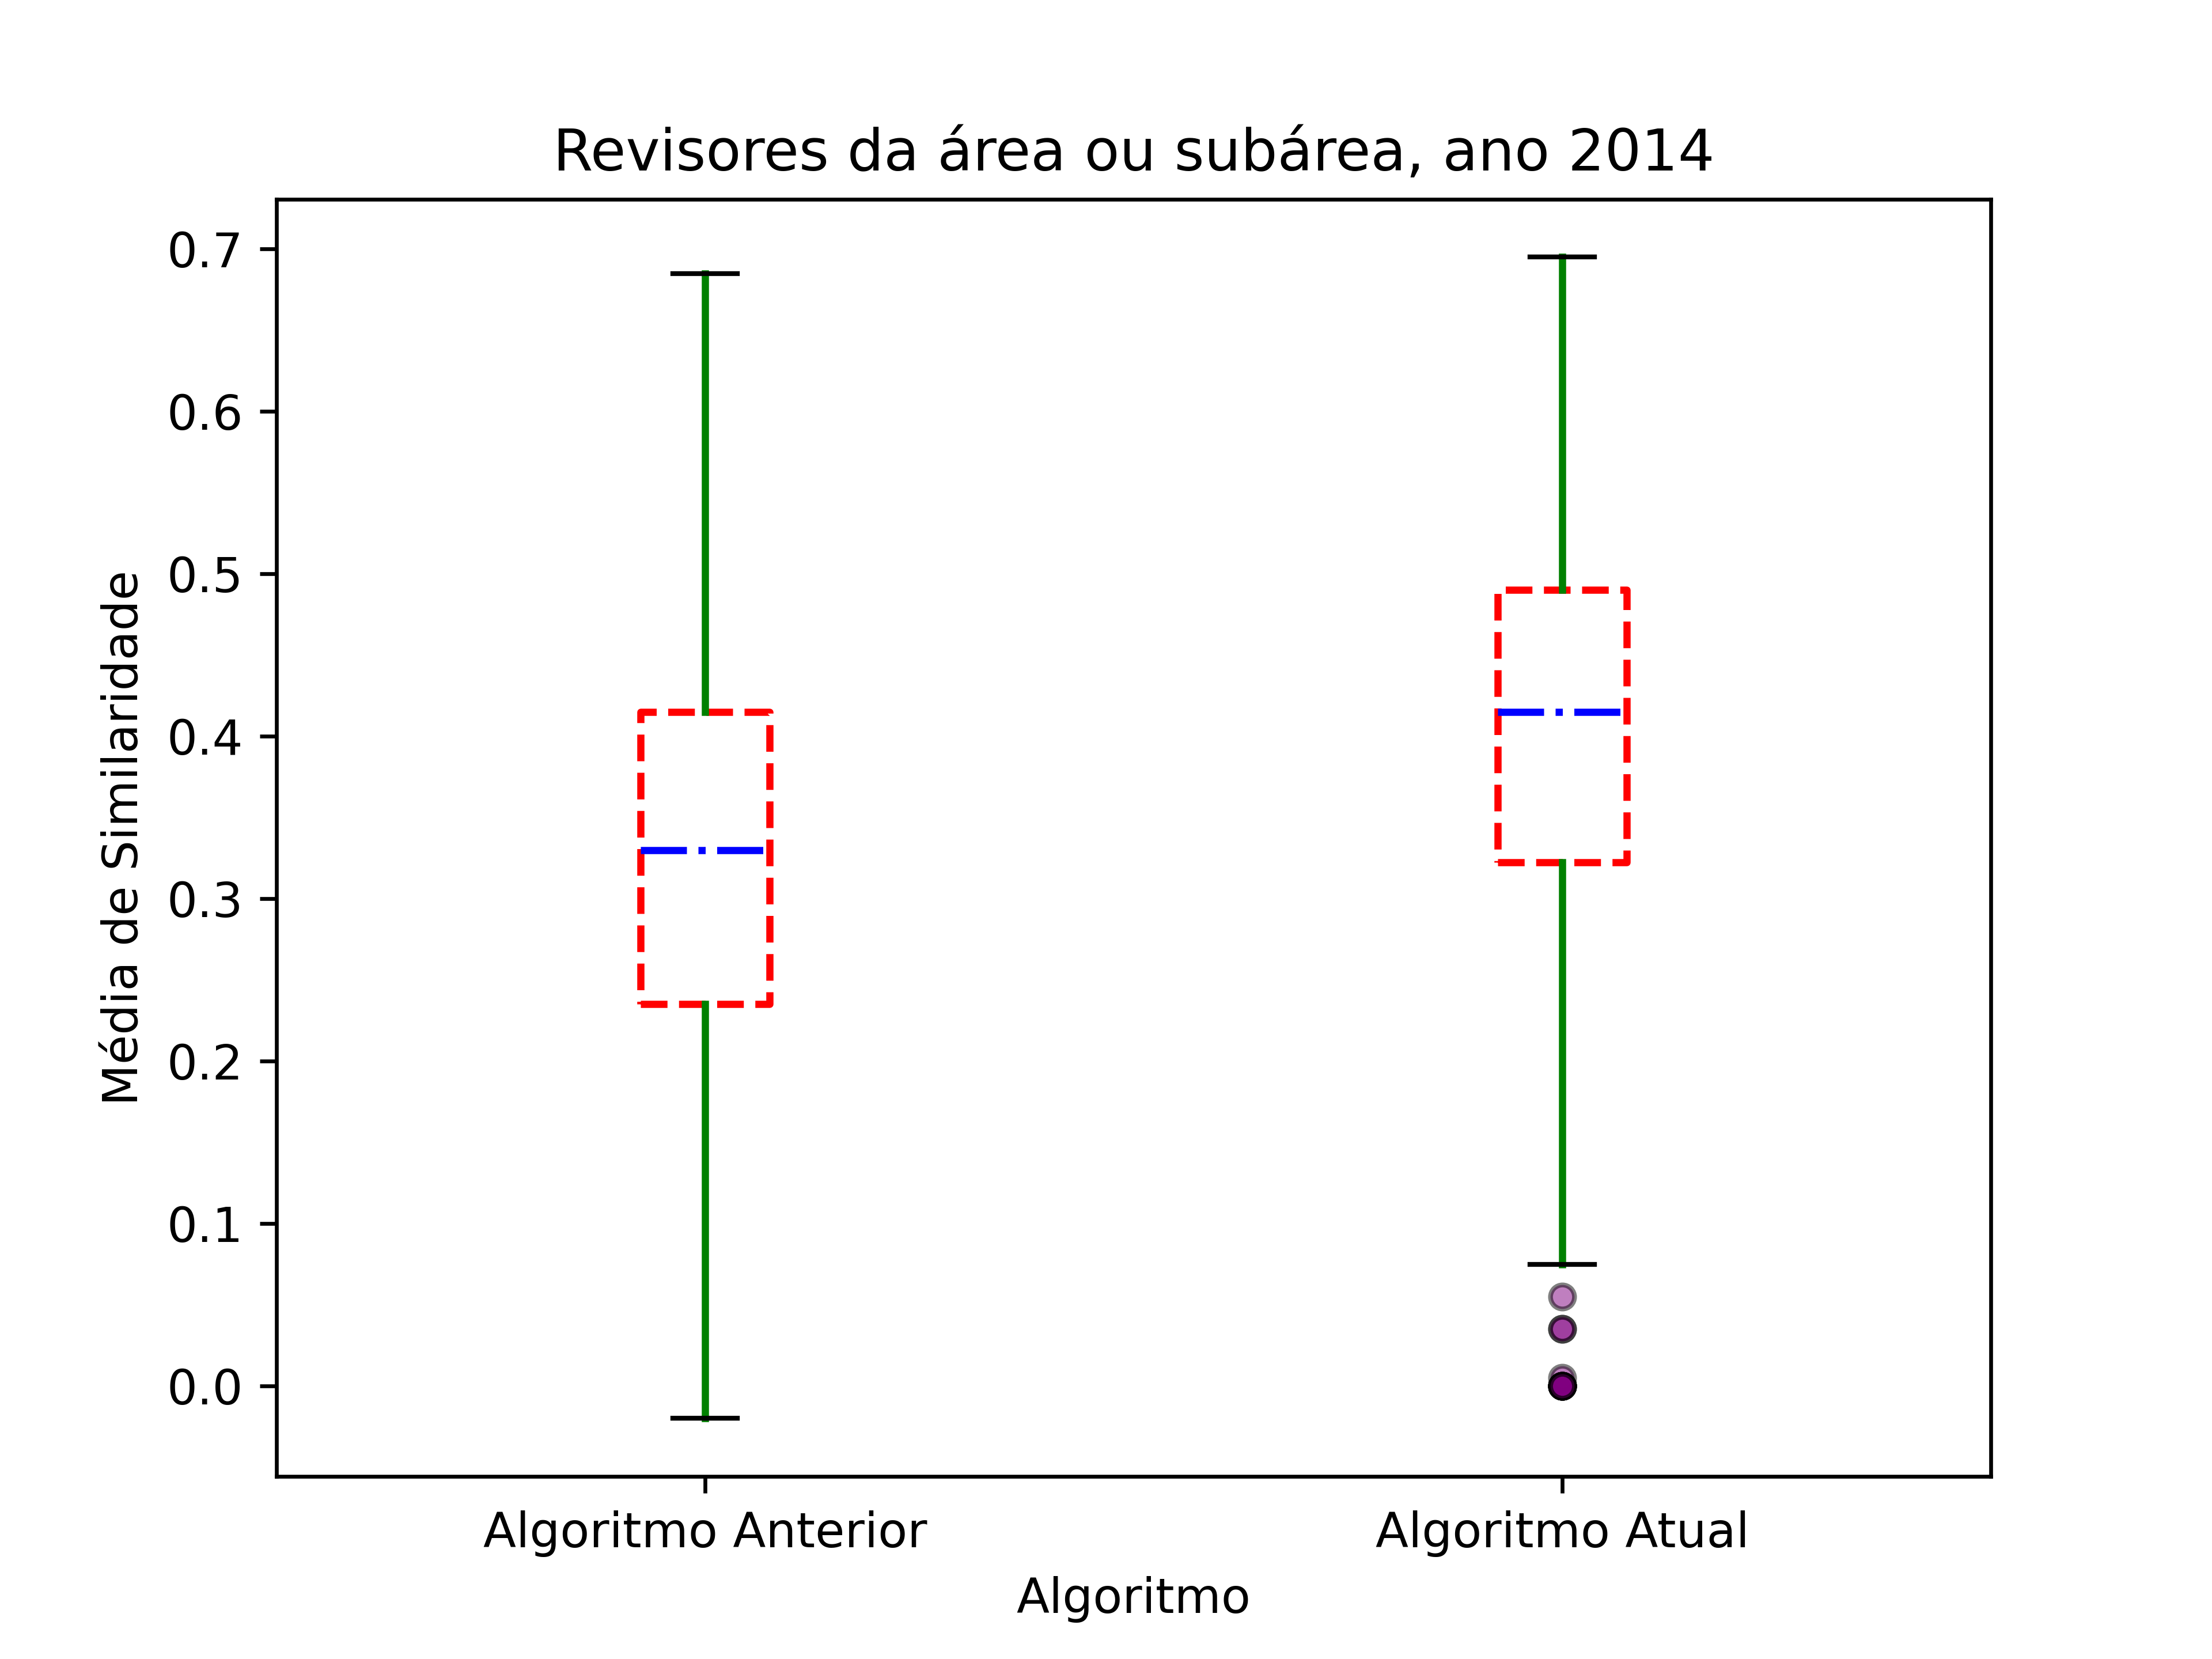 Revisores da área ou subárea, ano 2014
Média de Similaridade
0.7
0.6
0.5
0.4
0.3
0.2
0.1
0.0
Algoritmo Anterior
Algoritmo Atual
Algoritmo